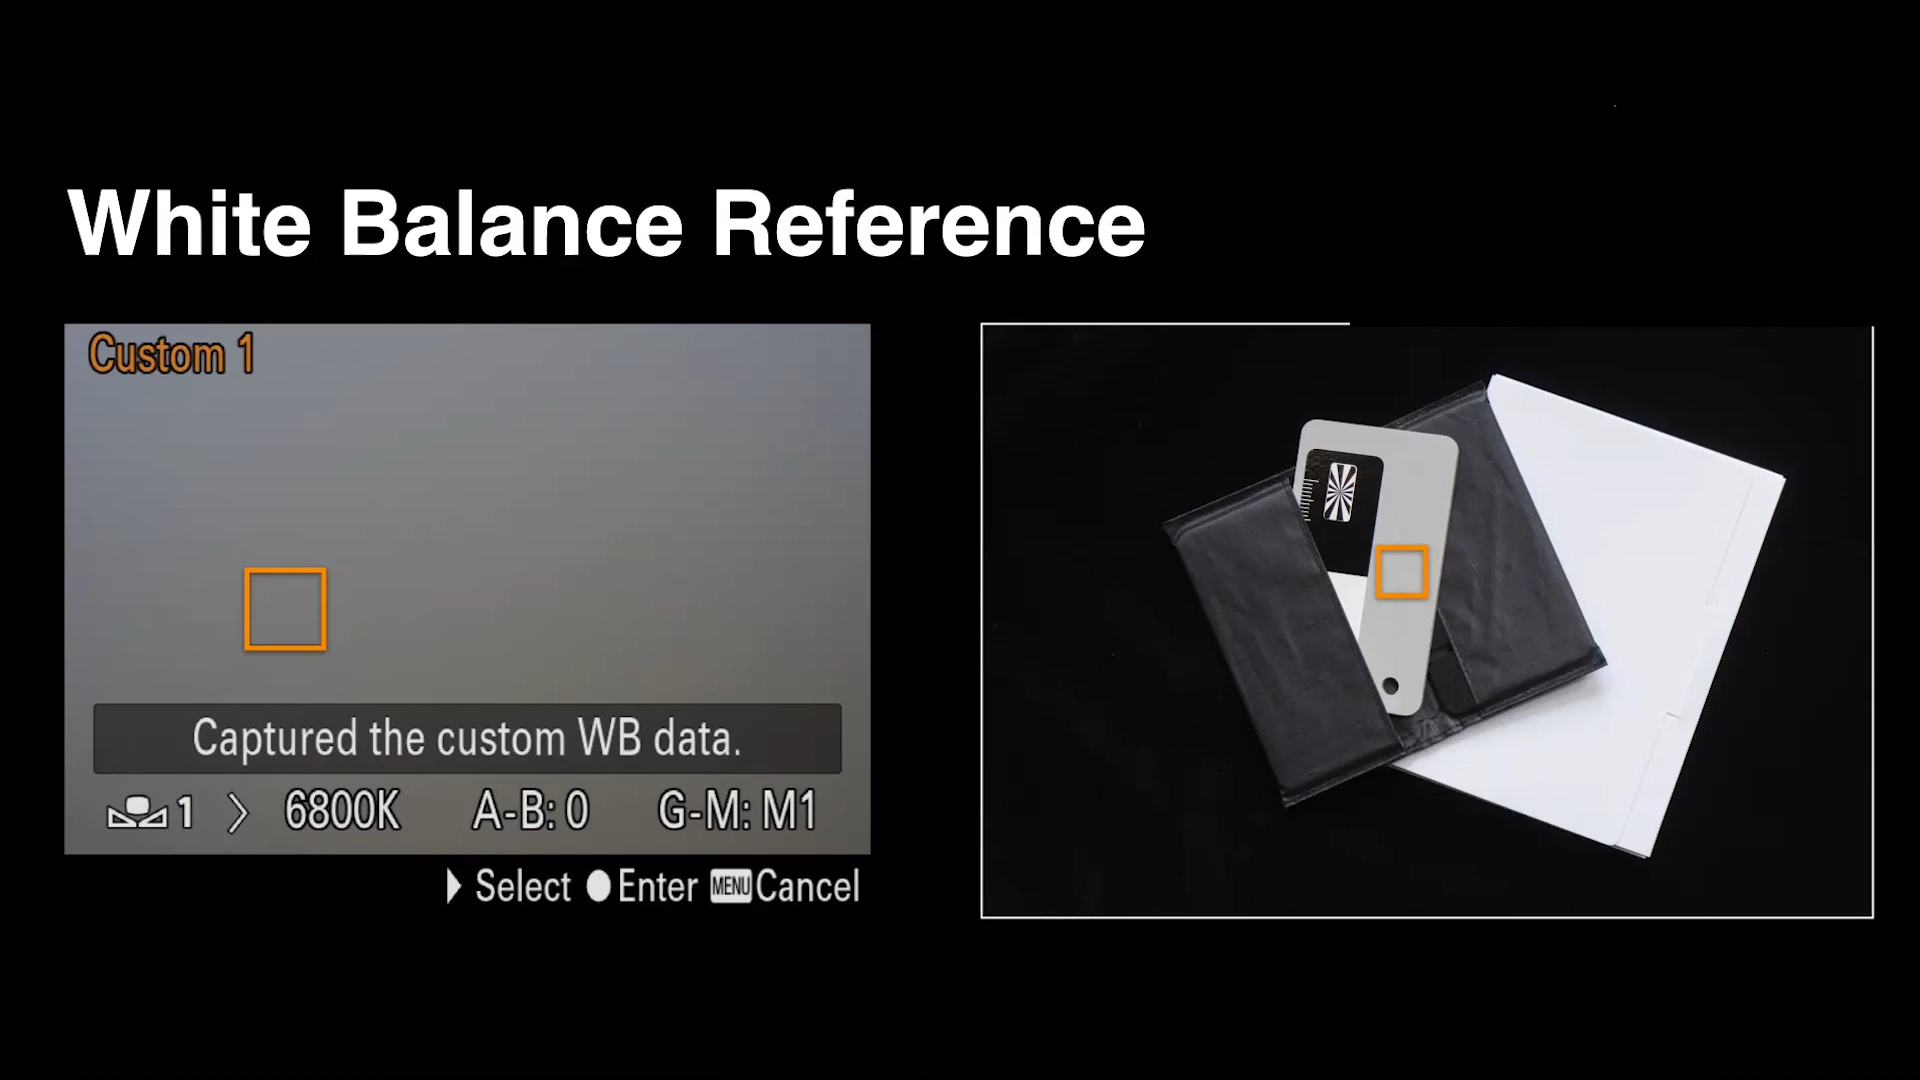 White Balance Reference
Custom 1
Captured the custom WB data.
1 6800K A-B: 0 G-M: M1
Select Enter MENU Cancel